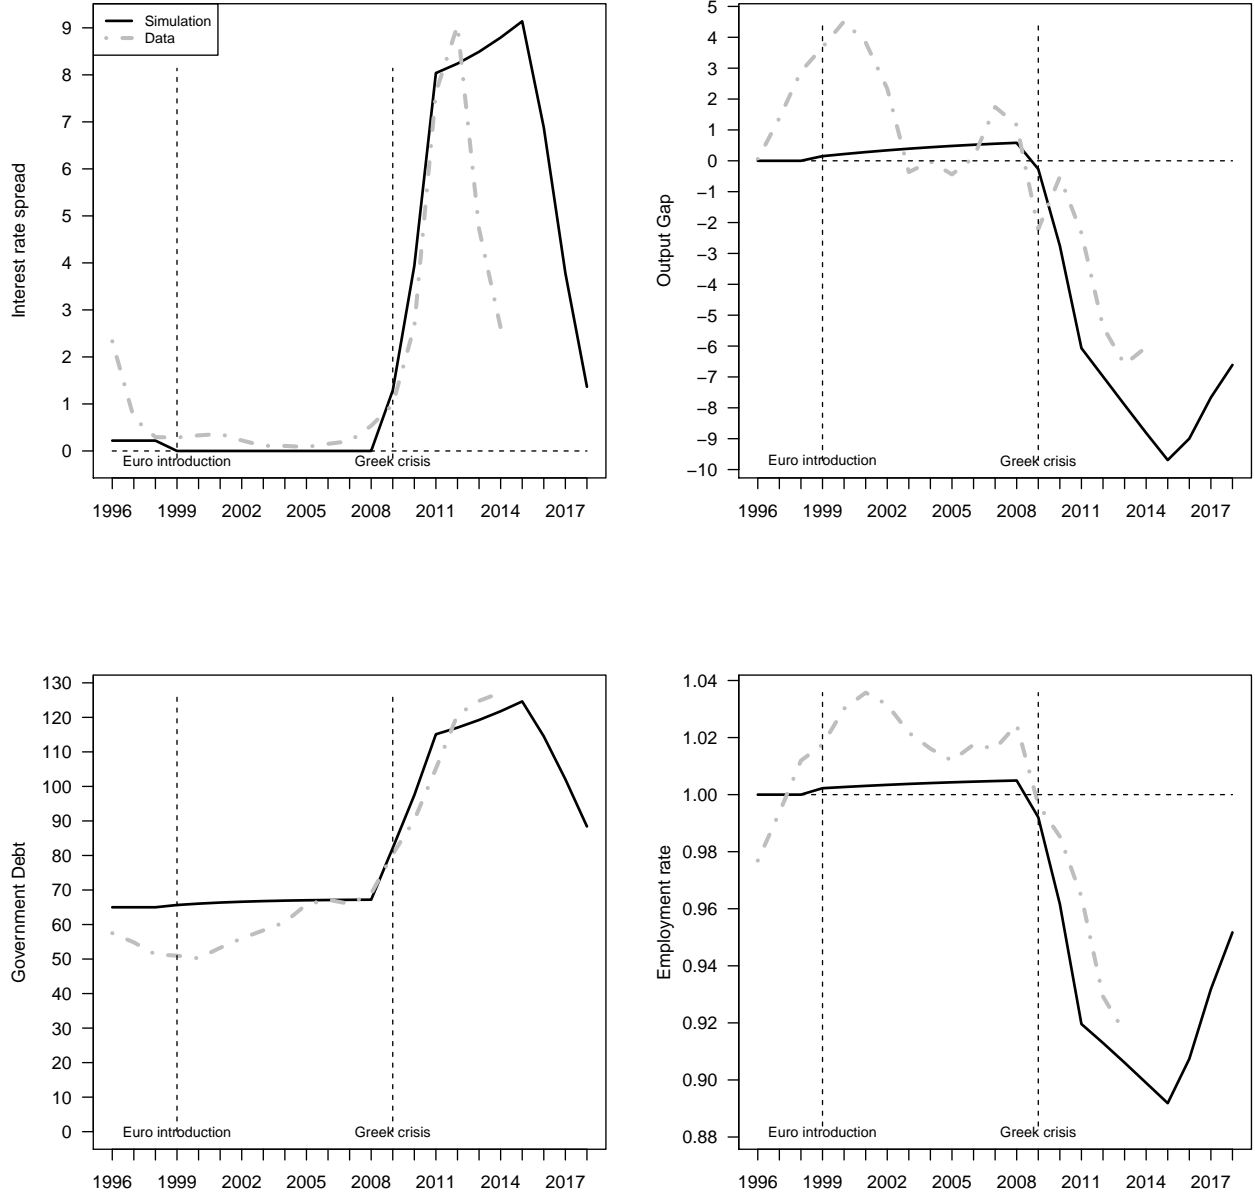 Simulation
Data
Interest rate spread
9
8
7
6
5
4
3
2
1
0
Euro introduction
Greek crisis
1996 1999 2002 2005 2008 2011 2014 2017
Output Gap
5
4
3
2
1
0
−1
−2
−3
−4
−5
−6
−7
−8
−9
−10
Euro introduction
Greek crisis
1996 1999 2002 2005 2008 2011 2014 2017
Government Debt
130
120
110
100
90
80
70
60
50
40
30
20
10
0
Euro introduction
Greek crisis
1996 1999 2002 2005 2008 2011 2014 2017
Employment rate
1.04
1.02
1.00
0.98
0.96
0.94
0.92
0.90
0.88
Euro introduction
Greek crisis
1996 1999 2002 2005 2008 2011 2014 2017